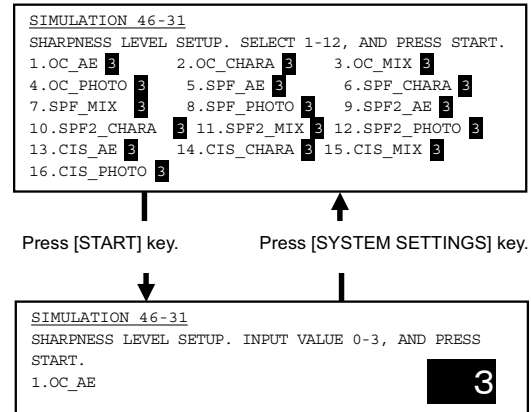 SIMULATION 46-31
SHARPNESS LEVEL SETUP. SELECT 1-12, AND PRESS START.
1.OC_AE 3 2.OC_CHARA 3 3.OC_MIX 3
4.OC_PHOTO 3 5.SPF_AE 3 6.SPF_CHARA 3
7.SPF_MIX 3 8.SPF_PHOTO 3 9.SPF2_AE 3
10.SPF2_CHARA 3 11.SPF2_MIX 3 12.SPF2_PHOTO 3
13.CIS_AE 3 14.CIS_CHARA 3 15.CIS_MIX 3
16.CIS_PHOTO 3
Press [START] key. Press [SYSTEM SETTINGS] key.
SIMULATION 46-31
SHARPNESS LEVEL SETUP. INPUT VALUE 0-3, AND PRESS
START.
1.OC_AE 3